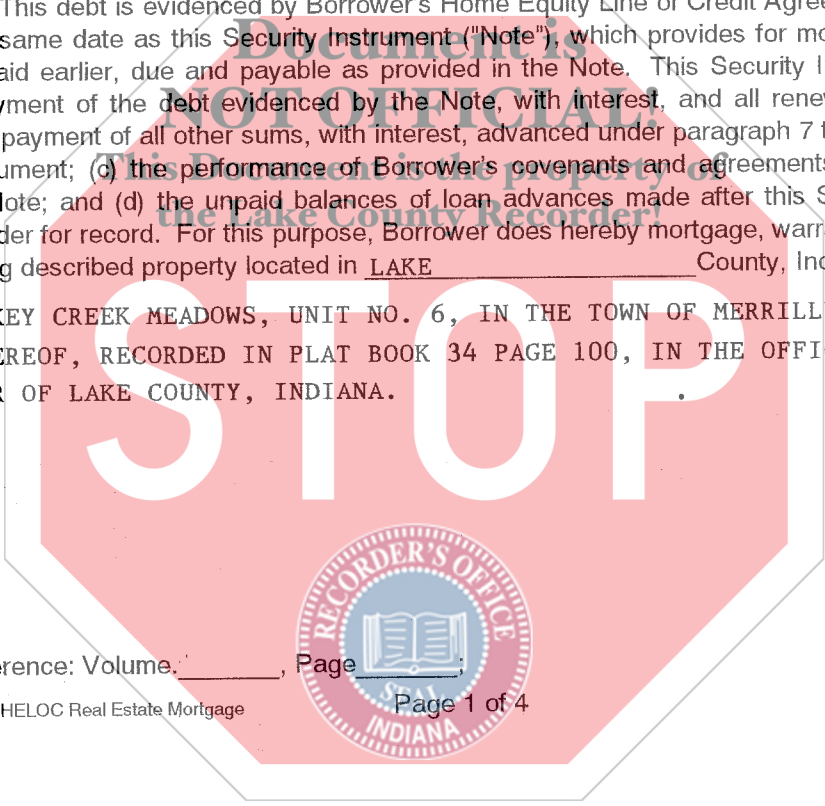 This debt is evidenced by Borrower's Home Equity Line of Credit Agree
same date as this Security Instrument ("Note"), which provides for mo
aid earlier, due and payable as provided in the Note. This Security I
yment of the debt evidenced by the Note, with interest, and all renew
payment of all other sums, with interest, advanced under paragraph 7 t
ument; (c) the performance of Borrower's covenants and agreements
Note; and (d) the unpaid balances of loan advances made after this S
der for record. For this purpose, Borrower does hereby mortgage, warr
g described property located in LAKE County, Ind
KEY CREEK MEADOWS, UNIT NO. 6, IN THE TOWN OF MERRILL
EREOF, RECORDED IN PLAT BOOK 34 PAGE 100, IN THE OFFI
R OF LAKE COUNTY, INDIANA.
Document is
NOT OFFICIAL!
This Document is the property of
the Lake County Recorder!
STOP
RECORDER'S OFFICE
SEAL
INDIANA
erence: Volume. , Page ;
HELOC Real Estate Mortgage
Page 1 of 4